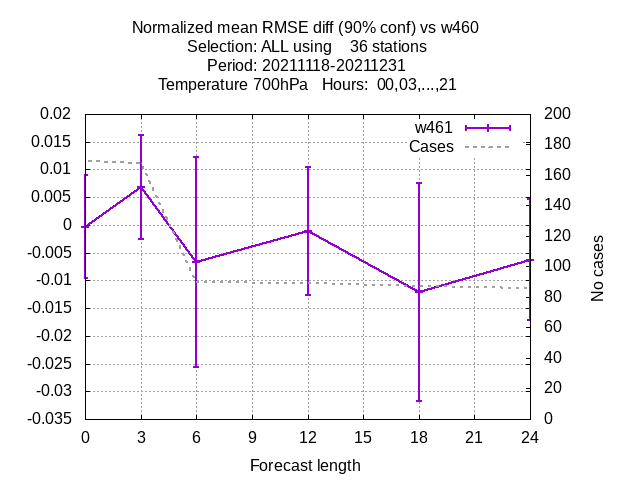 Normalized mean RMSE diff (90% conf) vs w460
Selection: ALL using    36 stations
Period: 20211118-20211231
Temperature 700hPa   Hours:  00,03,...,21
w461
Cases
0.02
0.015
0.01
0.005
0
-0.005
-0.01
-0.015
-0.02
-0.025
-0.03
-0.035
200
180
160
140
120
100
80
60
40
20
0
No cases
0 3 6 9 12 15 18 21 24
Forecast length